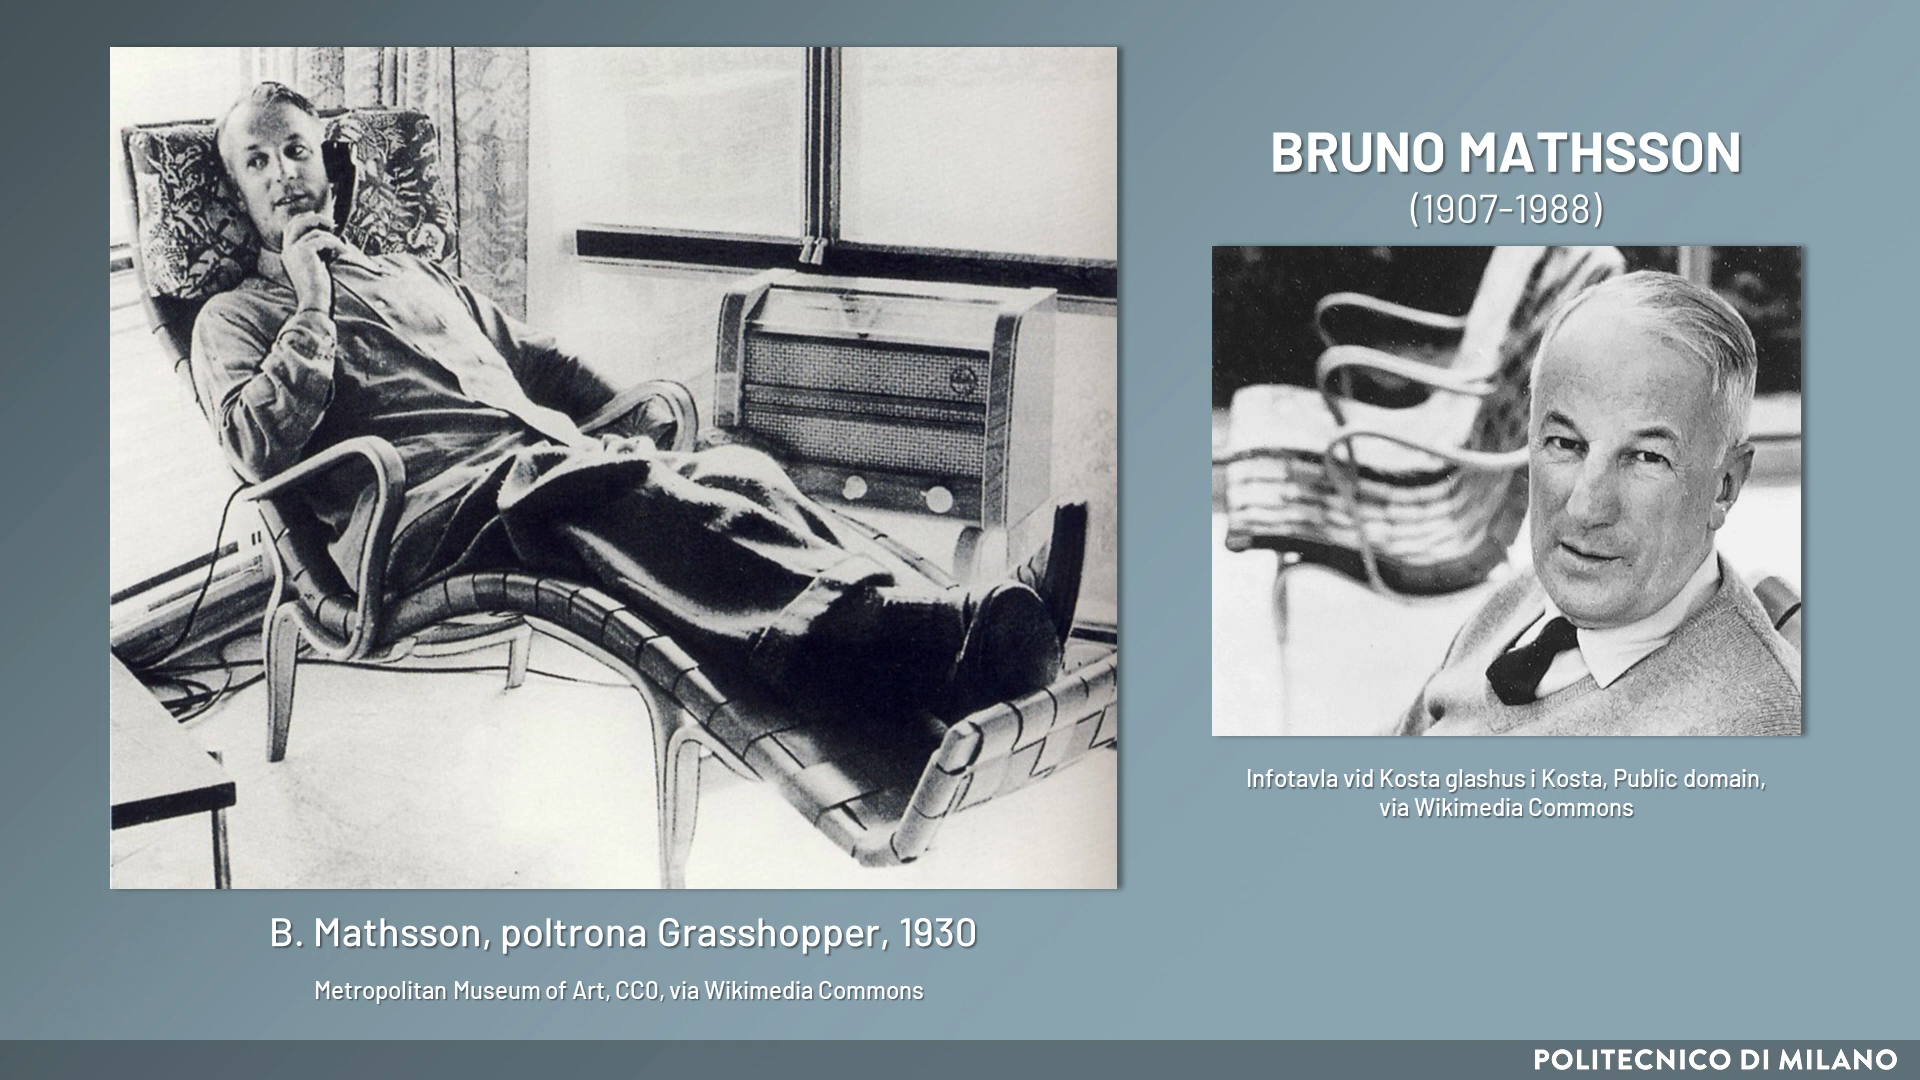 BRUNO MATHSSON
(1907-1988)
Infotavla vid Kosta glashus i Kosta, Public domain,
via Wikimedia Commons
B. Mathsson, poltrona Grasshopper, 1930
Metropolitan Museum of Art, CC0, via Wikimedia Commons
POLITECNICO DI MILANO